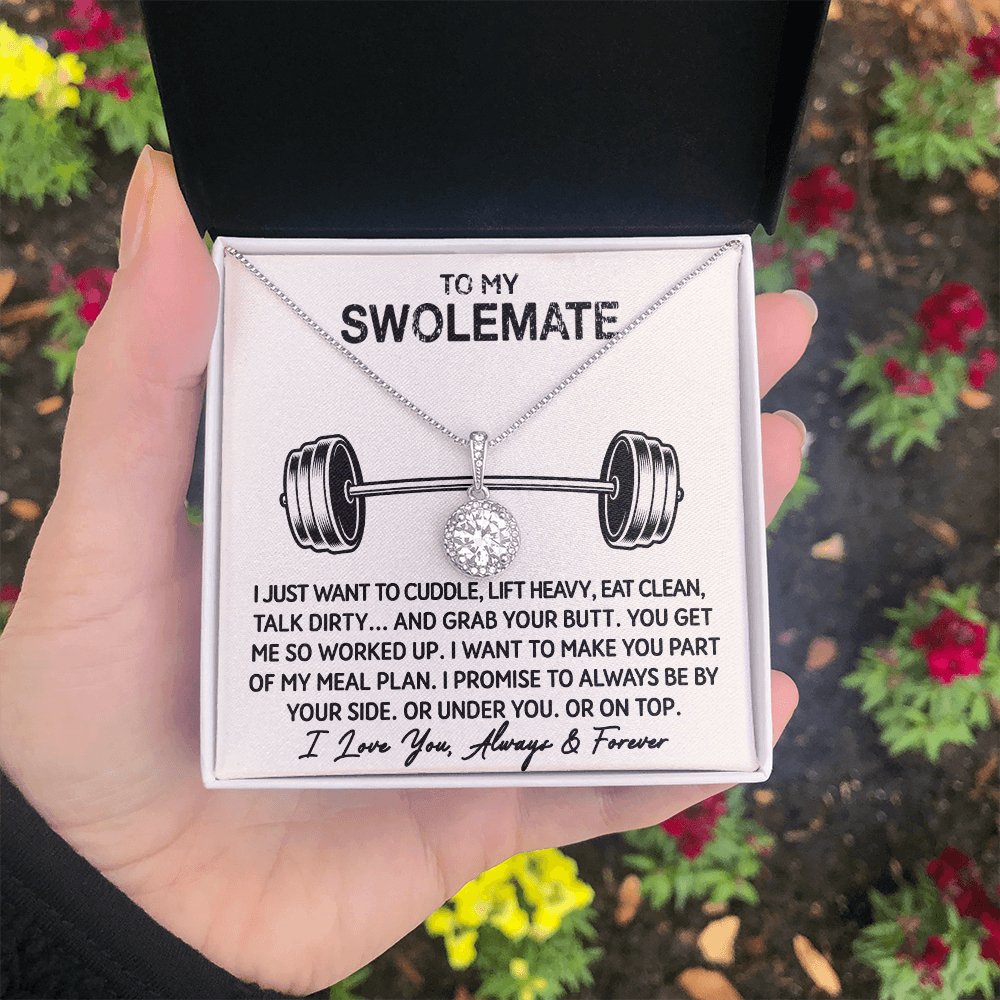 TO MY
SWOLEMATE
I JUST WANT TO CUDDLE, LIFT HEAVY, EAT CLEAN,
TALK DIRTY... AND GRAB YOUR BUTT. YOU GET
ME SO WORKED UP. I WANT TO MAKE YOU PART
OF MY MEAL PLAN. I PROMISE TO ALWAYS BE BY
YOUR SIDE. OR UNDER YOU. OR ON TOP.
I Love You, Always & Forever